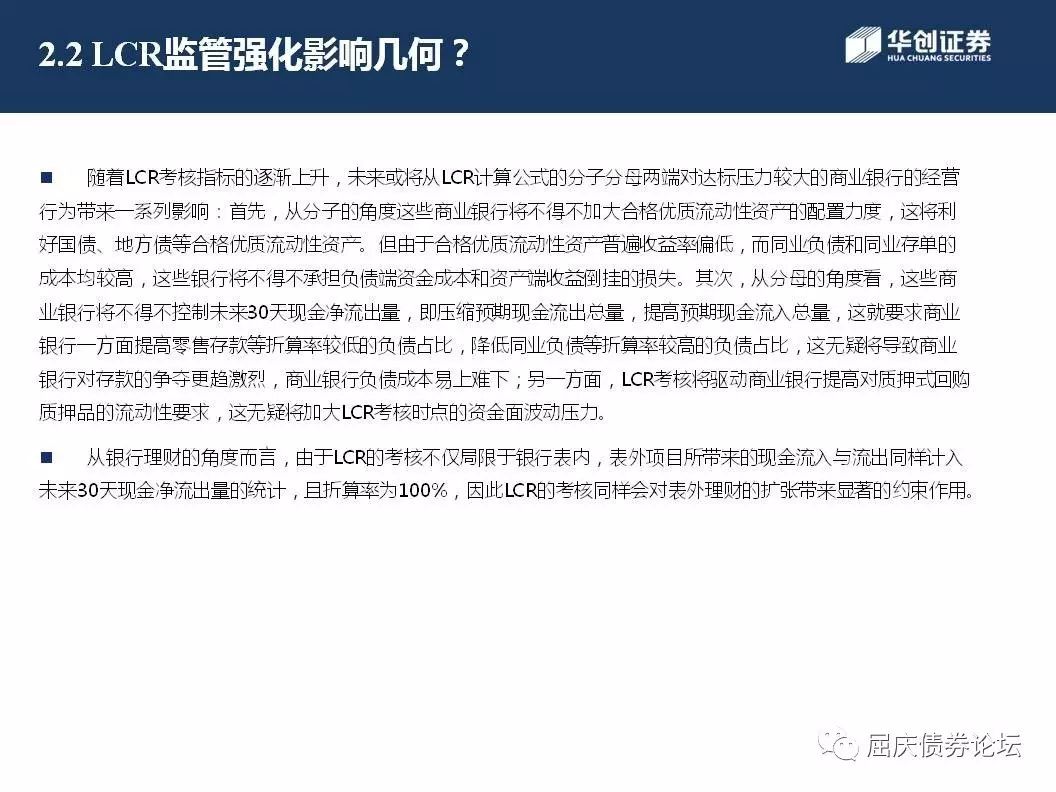 2.2 LCR监管强化影响几何？
华创证券
HUA CHUANG SECURITIES
■ 随着LCR考核指标的逐渐上升，未来或将从LCR计算公式的分子分母两端对达标压力较大的商业银行的经营
行为带来一系列影响：首先，从分子的角度这些商业银行将不得不加大合格优质流动性资产的配置力度，这将利
好国债、地方债等合格优质流动性资产。但由于合格优质流动性资产普遍收益率偏低，而同业负债和同业存单的
成本均较高，这些银行将不得不承担负债端资金成本和资产端收益倒挂的损失。其次，从分母的角度看，这些商
业银行将不得不控制未来30天现金净流出量，即压缩预期现金流出总量，提高预期现金流入总量，这就要求商业
银行一方面提高零售存款等折算率较低的负债占比，降低同业负债等折算率较高的负债占比，这无疑将导致商业
银行对存款的争夺更趋激烈，商业银行负债成本易上难下；另一方面，LCR考核将驱动商业银行提高对质押式回购
质押品的流动性要求，这无疑将加大LCR考核时点的资金面波动压力。
■ 从银行理财的角度而言，由于LCR的考核不仅局限于银行表内，表外项目所带来的现金流入与流出同样计入
未来30天现金净流出量的统计，且折算率为100%，因此LCR的考核同样会对表外理财的扩张带来显著的约束作用。
屈庆债券论坛